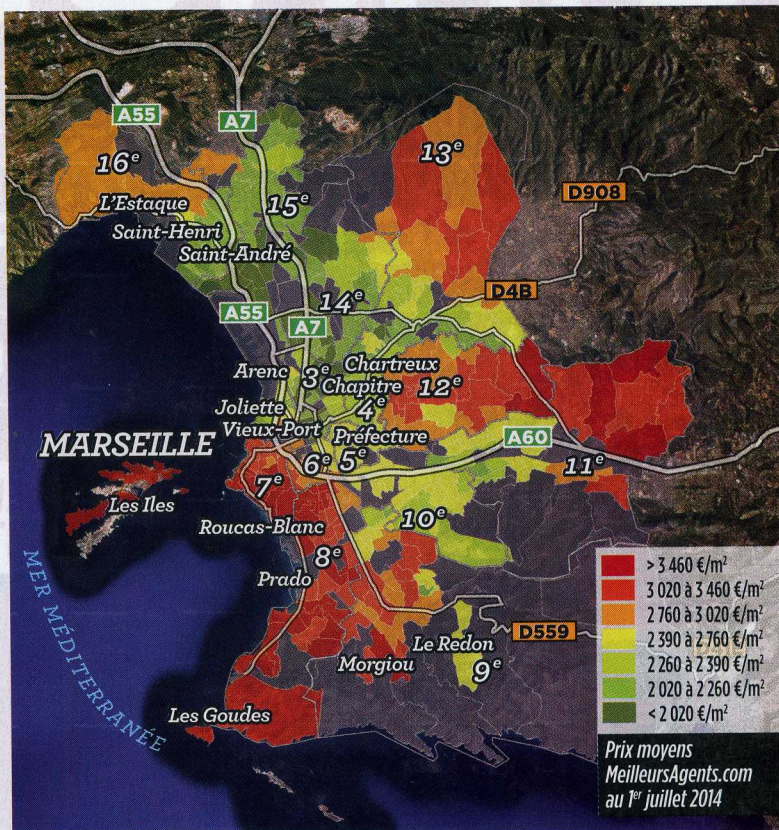 A55
A7
16e
13e
D908
L'Estaque
15e
Saint-Henri
Saint-André
D4B
14e
A55
A7
Arenc
3e
Chartreux
Chapitre
12e
Joliette
4e
Vieux-Port
Préfecture
MARSEILLE
A60
6e
5e
11e
7e
Les Iles
10e
Roucas-Blanc
8e
Prado
MER MÉDITERRANÉE
Le Redon
D559
Morgiou
9e
Les Goudes
> 3 460 €/m²
3 020 à 3 460 €/m²
2 760 à 3 020 €/m²
2 390 à 2 760 €/m²
2 260 à 2 390 €/m²
2 020 à 2 260 €/m²
< 2 020 €/m²
Prix moyens
MeilleursAgents.com
au 1er juillet 2014